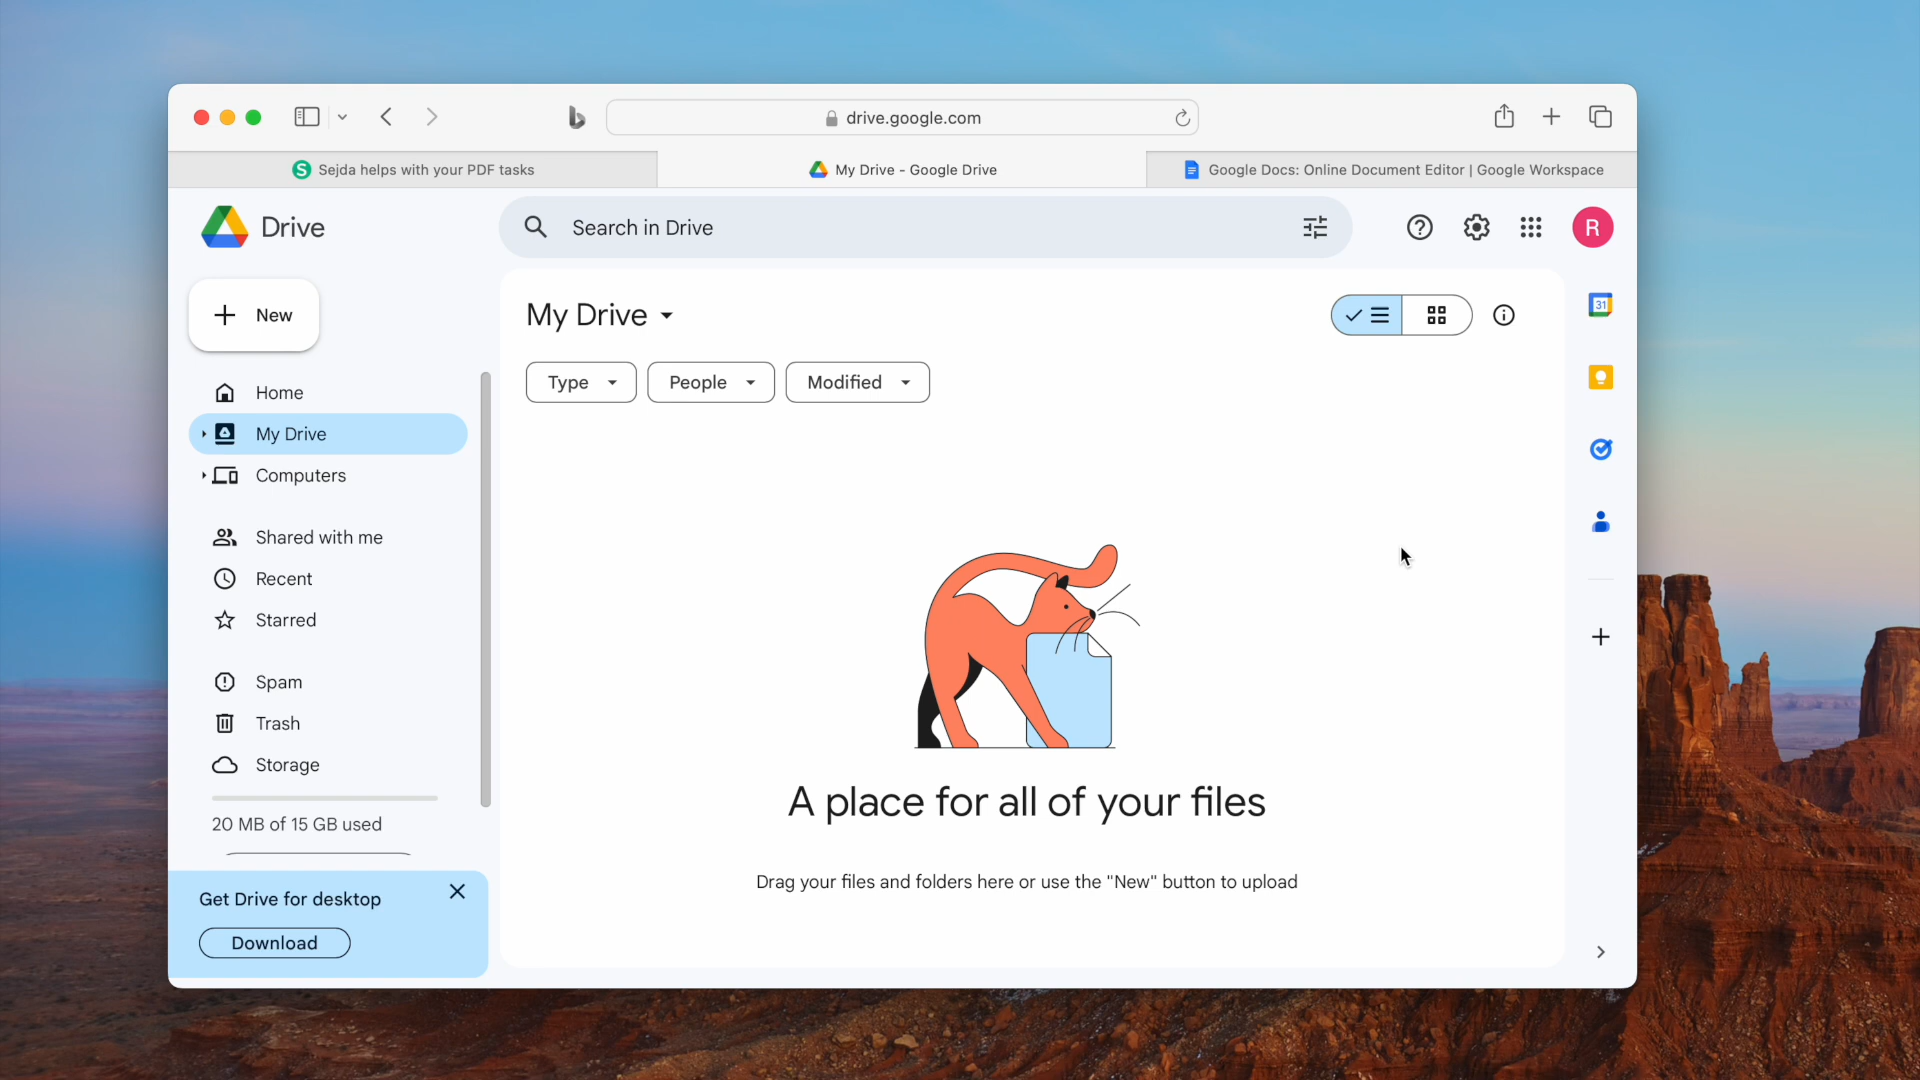 drive.google.com
Sejda helps with your PDF tasks
My Drive - Google Drive
Google Docs: Online Document Editor | Google Workspace
Drive
Search in Drive
R
New
My Drive
31
Type
People
Modified
Home
My Drive
Computers
Shared with me
Recent
Starred
Spam
Trash
Storage
20 MB of 15 GB used
A place for all of your files
Drag your files and folders here or use the "New" button to upload
Get Drive for desktop
Download